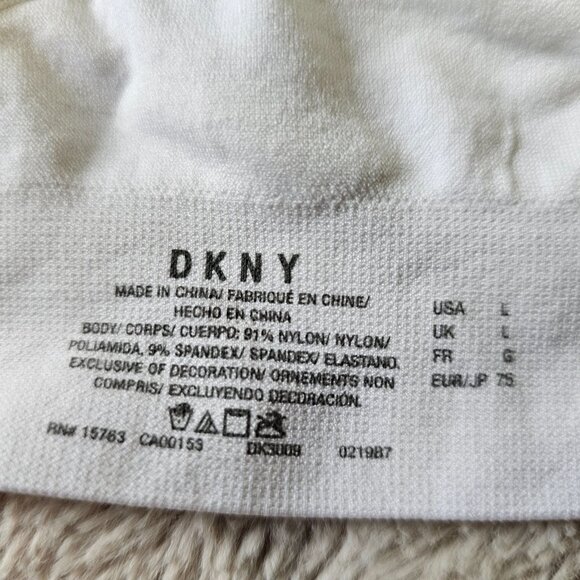 DKNY
MADE IN CHINA/ FABRIQUÉ EN CHINE/
HECHO EN CHINA
BODY/ CORPS/ CUERPO: 91% NYLON/ NYLON/
POLIAMIDA, 9% SPANDEX/ SPANDEX/ ELASTANO.
EXCLUSIVE OF DECORATION/ ORNEMENTS NON
COMPRIS/ EXCLUYENDO DECORACIÓN.
RN# 15763 CA00153 DK3009 0219B7
USA L
UK L
FR G
EUR/JP 75